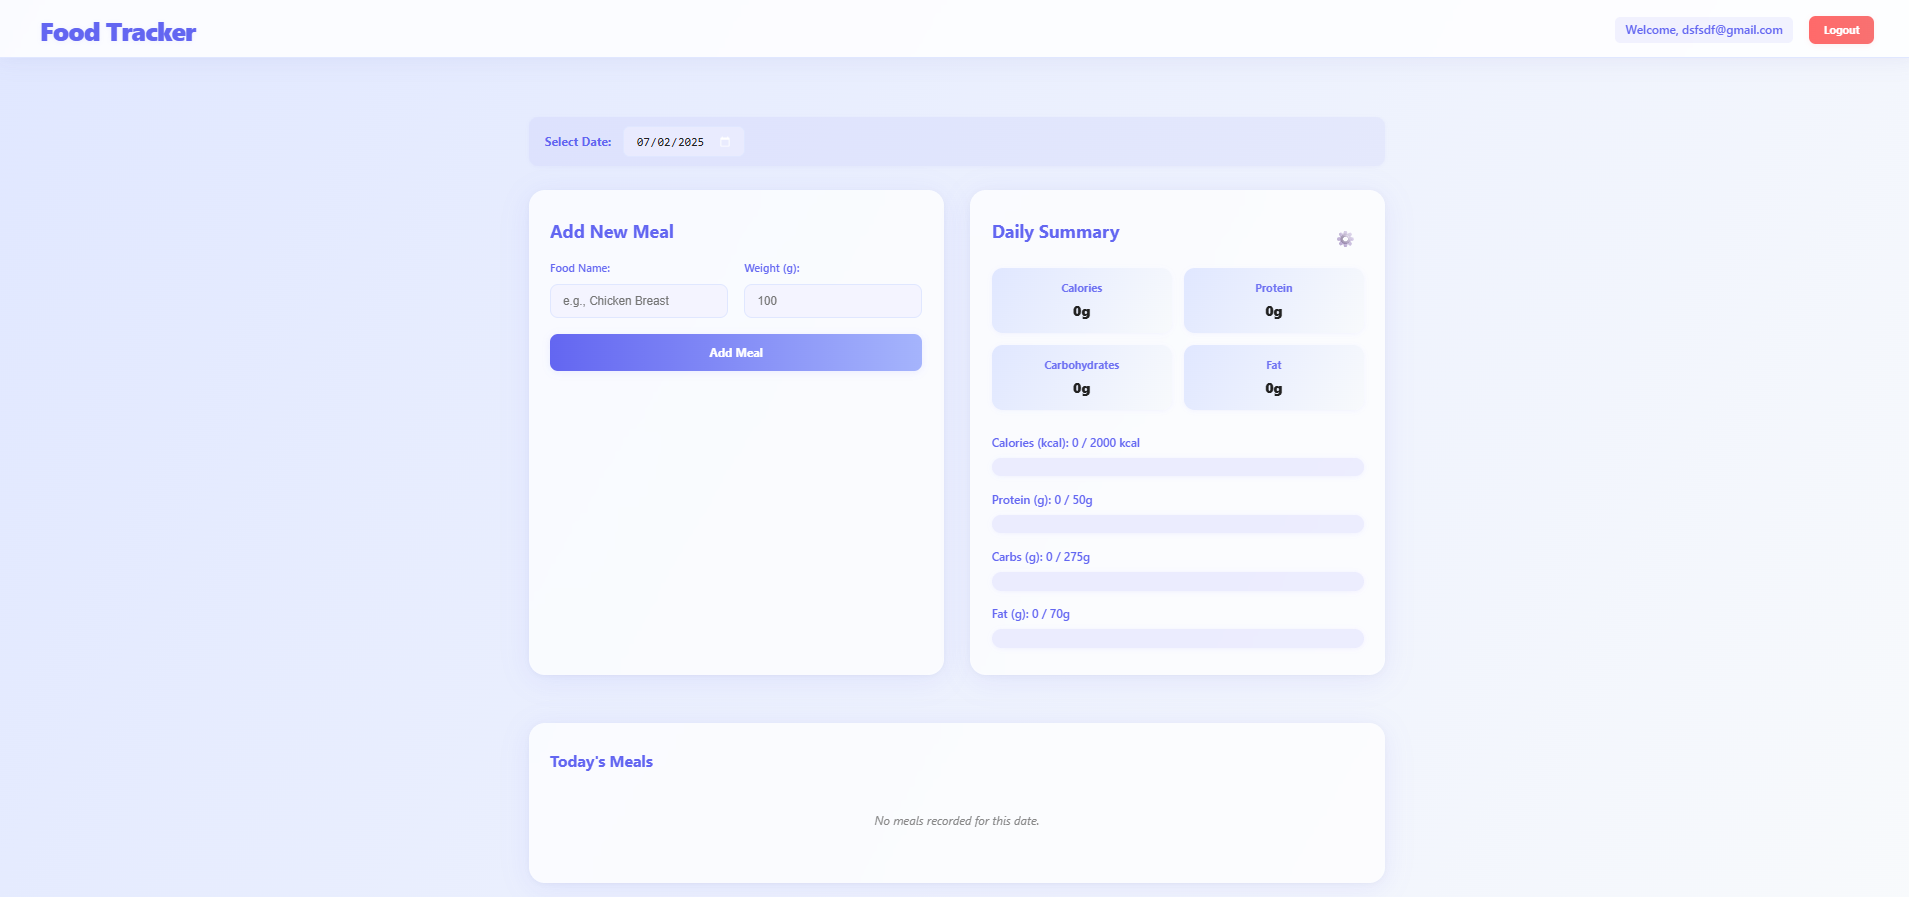 Food Tracker
Welcome, dsfsdf@gmail.com
Logout
Select Date: 07/02/2025
Add New Meal
Food Name:
Weight (g):
e.g., Chicken Breast
100
Add Meal
Daily Summary
Calories
0g
Protein
0g
Carbohydrates
0g
Fat
0g
Calories (kcal): 0 / 2000 kcal
Protein (g): 0 / 50g
Carbs (g): 0 / 275g
Fat (g): 0 / 70g
Today's Meals
No meals recorded for this date.